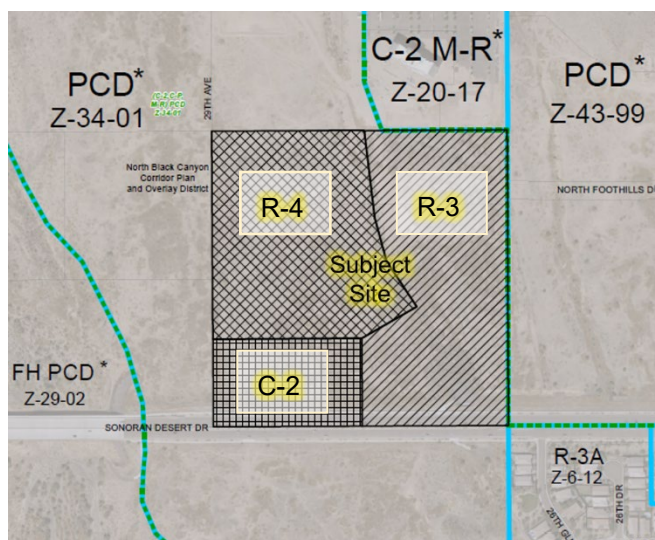 C-2 M-R*
Z-20-17
PCD*
Z-34-01
PCD*
Z-43-99
29TH AVE
North Black Canyon
Corridor Plan
and Overlay District
R-4
R-3
NORTH FOOTHILLS D
Subject
Site
FH PCD*
Z-29-02
C-2
SONORAN DESERT DR
R-3A
Z-6-12
26TH DR